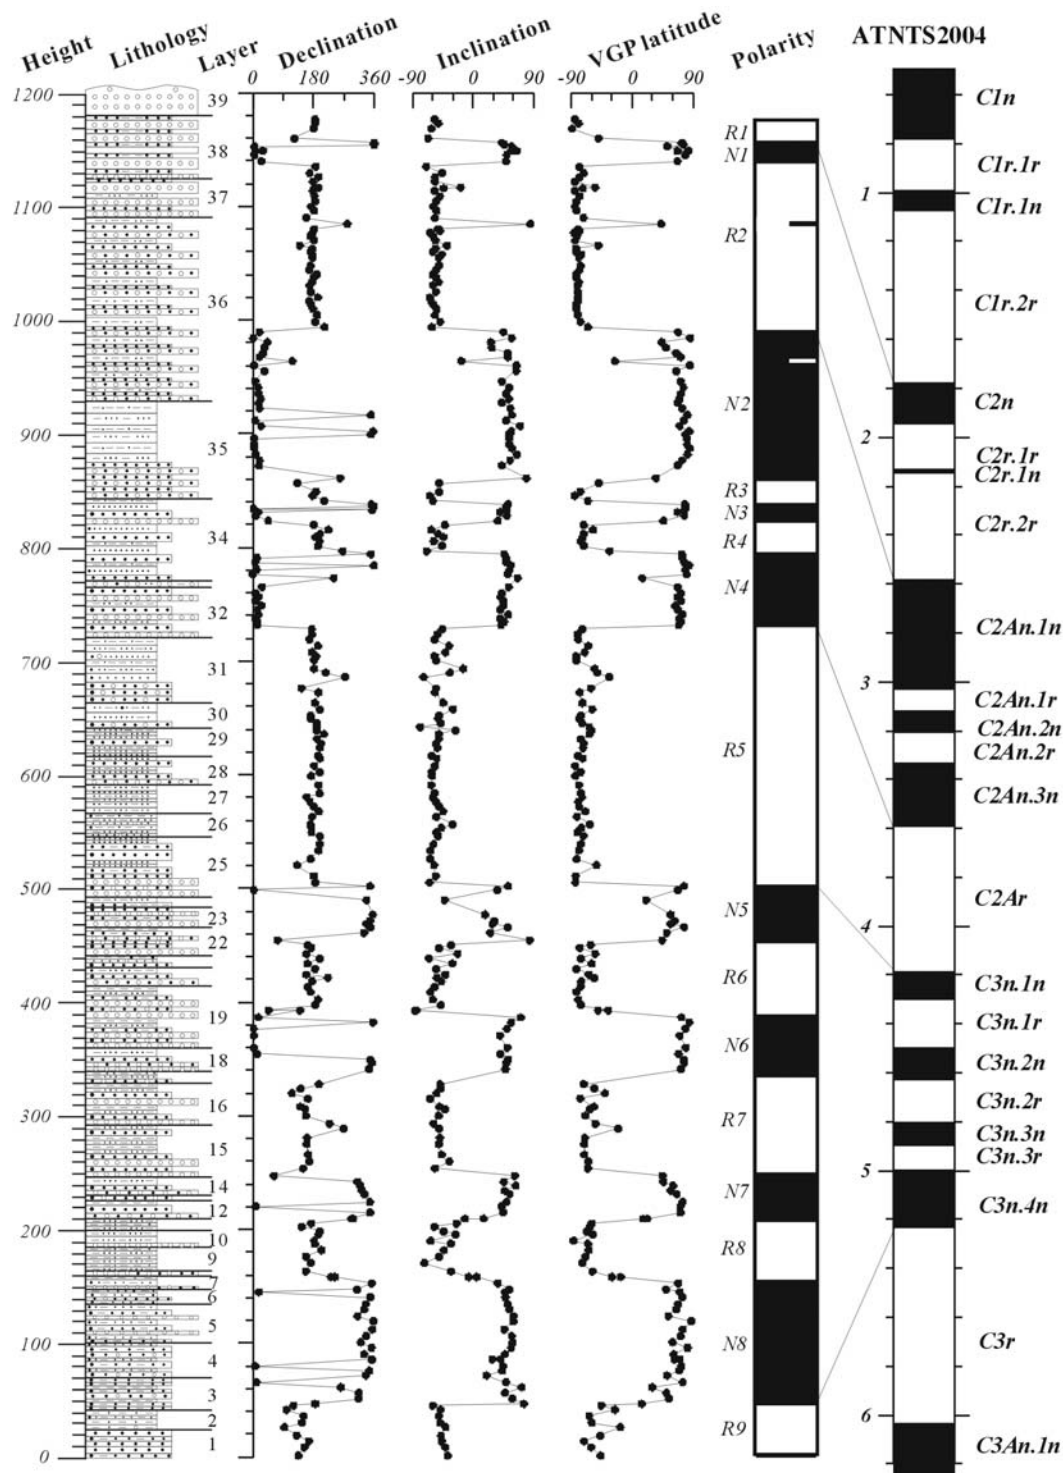 Height Lithology Layer Declination Inclination VGP latitude Polarity ATNTS2004
0 180 360 -90 0 90 -90 0 90
1200
39
C1n
R1
38
N1
C1r.1r
1
37
C1r.1n
1100
R2
C1r.2r
36
1000
C2n
N2
2
900
35
C2r.1r
C2r.1n
R3
N3
C2r.2r
34
R4
800
N4
32
C2An.1n
700
31
3
C2An.1r
30
C2An.2n
29
R5
C2An.2r
600
28
27
C2An.3n
26
25
500
C2Ar
23
N5
4
22
R6
C3n.1n
400
19
C3n.1r
N6
18
C3n.2n
16
C3n.2r
300
R7
C3n.3n
15
C3n.3r
5
14
N7
12
C3n.4n
200
10
R8
9
7
6
5
C3r
100
N8
4
3
6
2
R9
1
C3An.1n
0